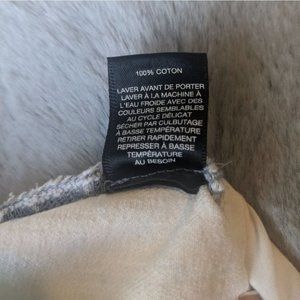 100% COTON
LAVER AVANT DE PORTER
LAVER À LA MACHINE À
L'EAU FROIDE AVEC DES
COULEURS SEMBLABLES
AU CYCLE DÉLICAT
SÉCHER PAR CULBUTAGE
À BASSE TEMPÉRATURE
RETIRER RAPIDEMENT
REPRESSER À BASSE
TEMPÉRATURE
AU BESOIN